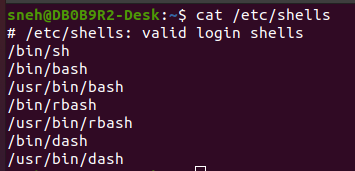 sneh@DB0B9R2-Desk:~$ cat /etc/shells
# /etc/shells: valid login shells
/bin/sh
/bin/bash
/usr/bin/bash
/bin/rbash
/usr/bin/rbash
/bin/dash
/usr/bin/dash